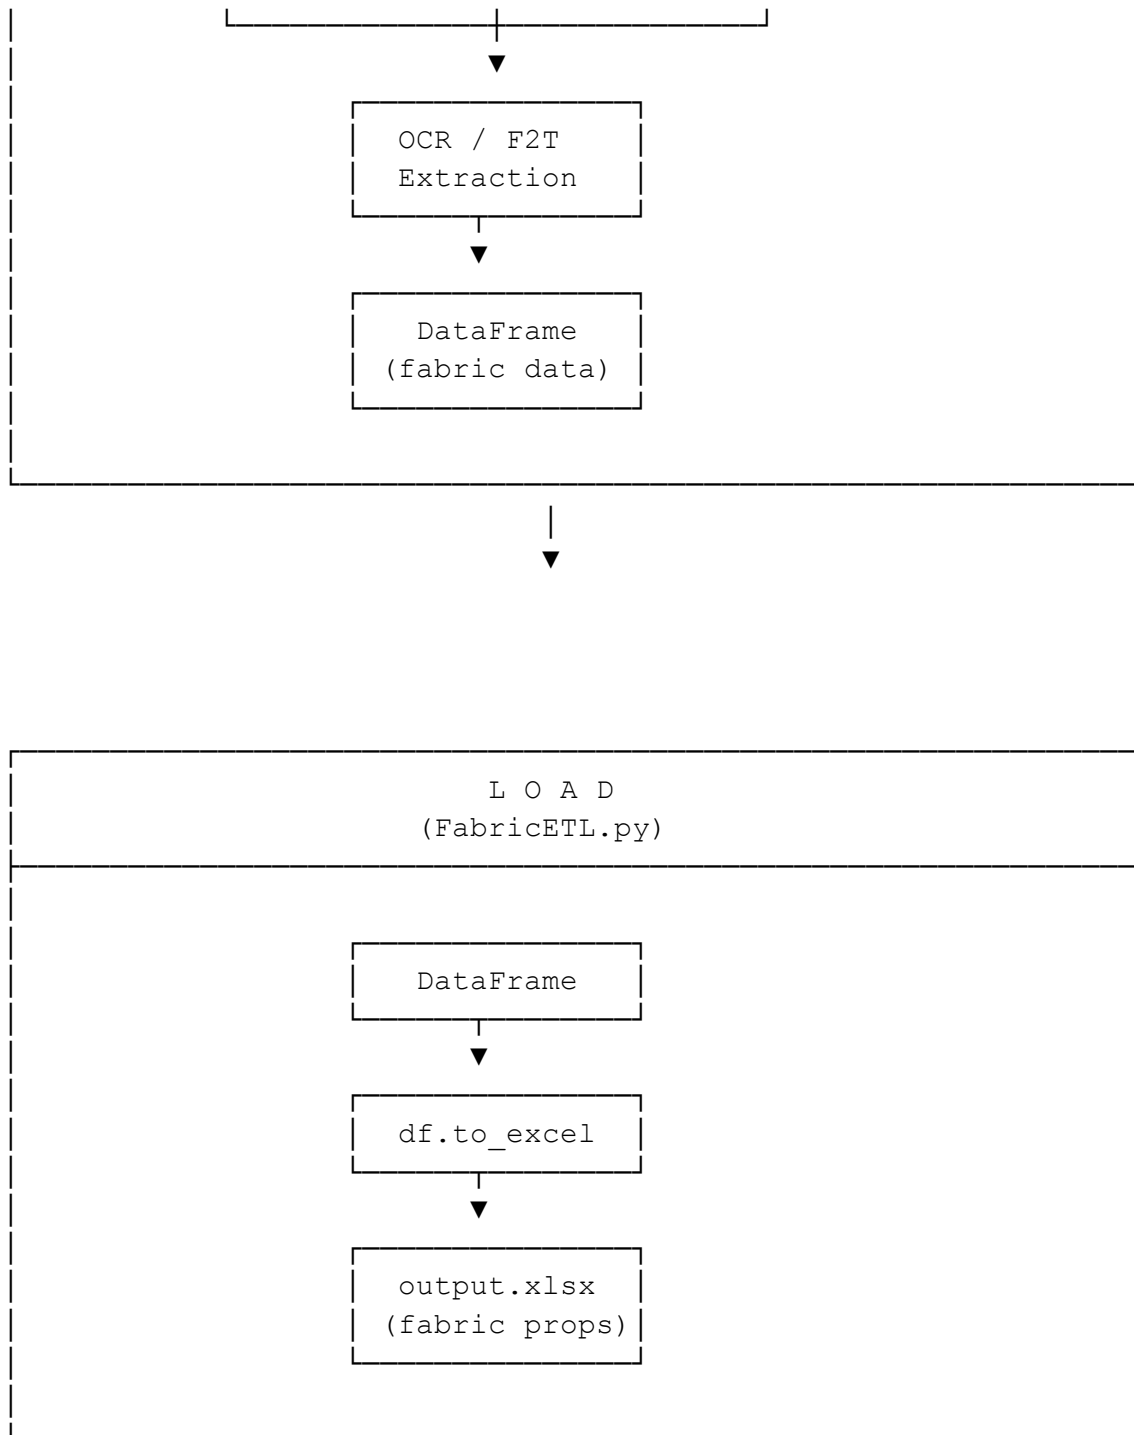 OCR / F2T
Extraction
DataFrame
(fabric data)
L O A D
(FabricETL.py)
DataFrame
df.to_excel
output.xlsx
(fabric props)